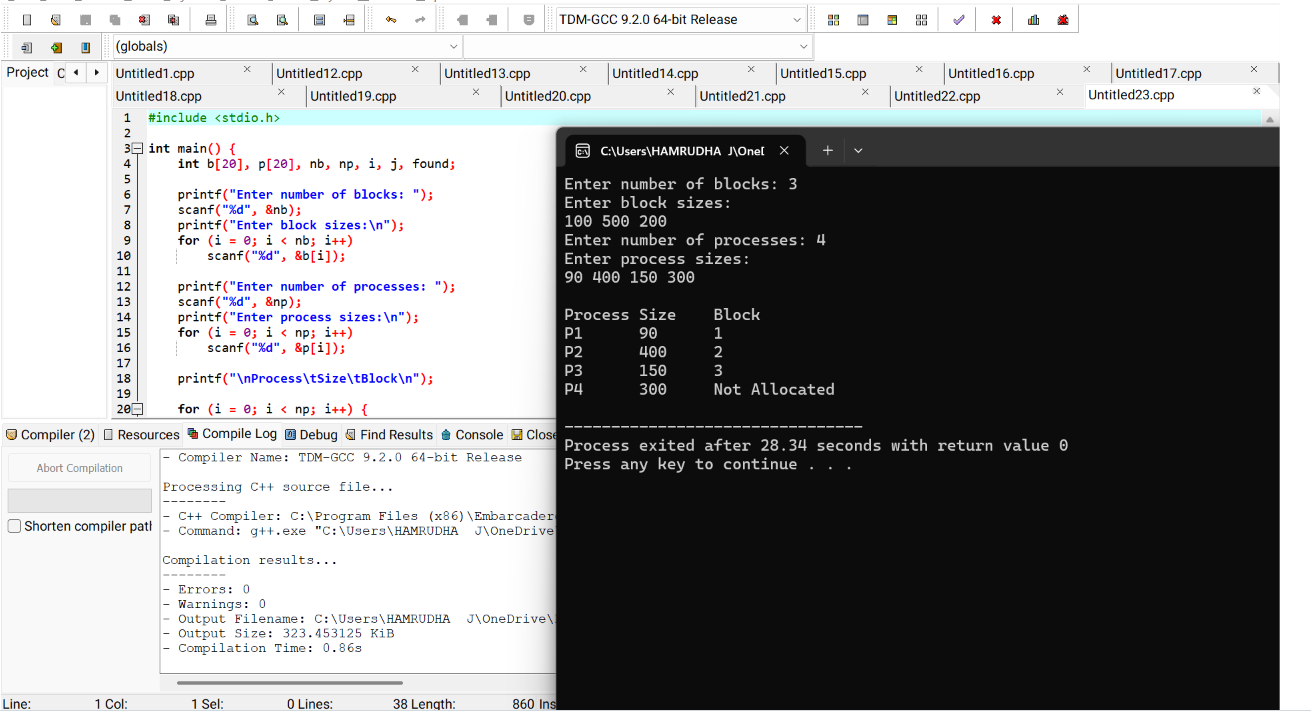 TDM-GCC 9.2.0 64-bit Release
(globals)
Project C
Untitled1.cpp Untitled12.cpp Untitled13.cpp Untitled14.cpp Untitled15.cpp Untitled16.cpp Untitled17.cpp
Untitled18.cpp Untitled19.cpp Untitled20.cpp Untitled21.cpp Untitled22.cpp Untitled23.cpp
1 #include <stdio.h>
2
3 int main() {
4 int b[20], p[20], nb, np, i, j, found;
5
6 printf("Enter number of blocks: ");
7 scanf("%d", &nb);
8 printf("Enter block sizes:\n");
9 for (i = 0; i < nb; i++)
10 scanf("%d", &b[i]);
11
12 printf("Enter number of processes: ");
13 scanf("%d", &np);
14 printf("Enter process sizes:\n");
15 for (i = 0; i < np; i++)
16 scanf("%d", &p[i]);
17
18 printf("\nProcess\tSize\tBlock\n");
19
20 for (i = 0; i < np; i++) {
C:\Users\HAMRUDHA J\OneD
Enter number of blocks: 3
Enter block sizes:
100 500 200
Enter number of processes: 4
Enter process sizes:
90 400 150 300
Process Size Block
P1 90 1
P2 400 2
P3 150 3
P4 300 Not Allocated
--------------------------------
Process exited after 28.34 seconds with return value 0
Press any key to continue . . .
Compiler (2) Resources Compile Log Debug Find Results Console Close
Abort Compilation
Shorten compiler path
- Compiler Name: TDM-GCC 9.2.0 64-bit Release
Processing C++ source file...
--------
- C++ Compiler: C:\Program Files (x86)\Embarcadero
- Command: g++.exe "C:\Users\HAMRUDHA J\OneDrive
Compilation results...
--------
- Errors: 0
- Warnings: 0
- Output Filename: C:\Users\HAMRUDHA J\OneDrive\
- Output Size: 323.453125 KiB
- Compilation Time: 0.86s
Line: 1 Col: 1 Sel: 0 Lines: 38 Length: 860 Ins